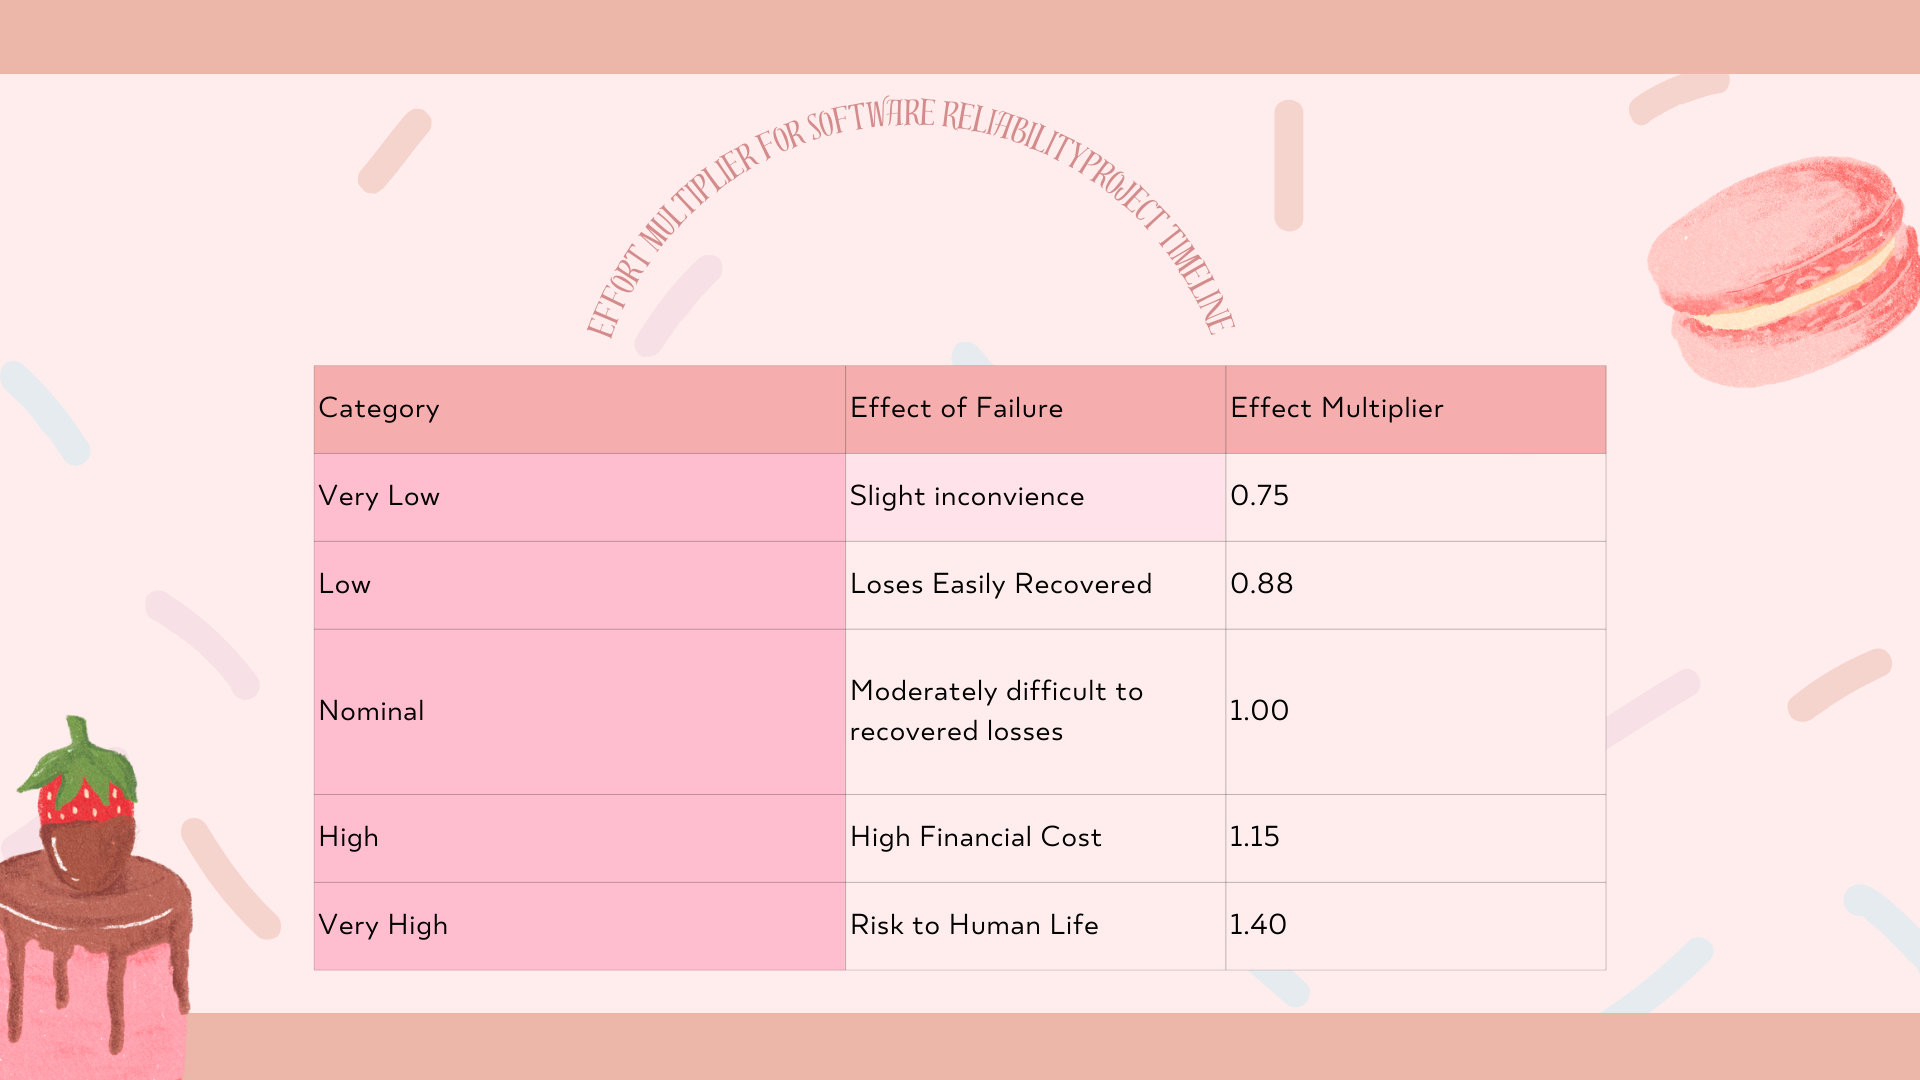 EFFORT MULTIPLIER FOR SOFTWARE RELIABILITYPROJECT TIMELINE
Category Effect of Failure Effect Multiplier
Very Low Slight inconvience 0.75
Low Loses Easily Recovered 0.88
Nominal Moderately difficult to
recovered losses 1.00
High High Financial Cost 1.15
Very High Risk to Human Life 1.40